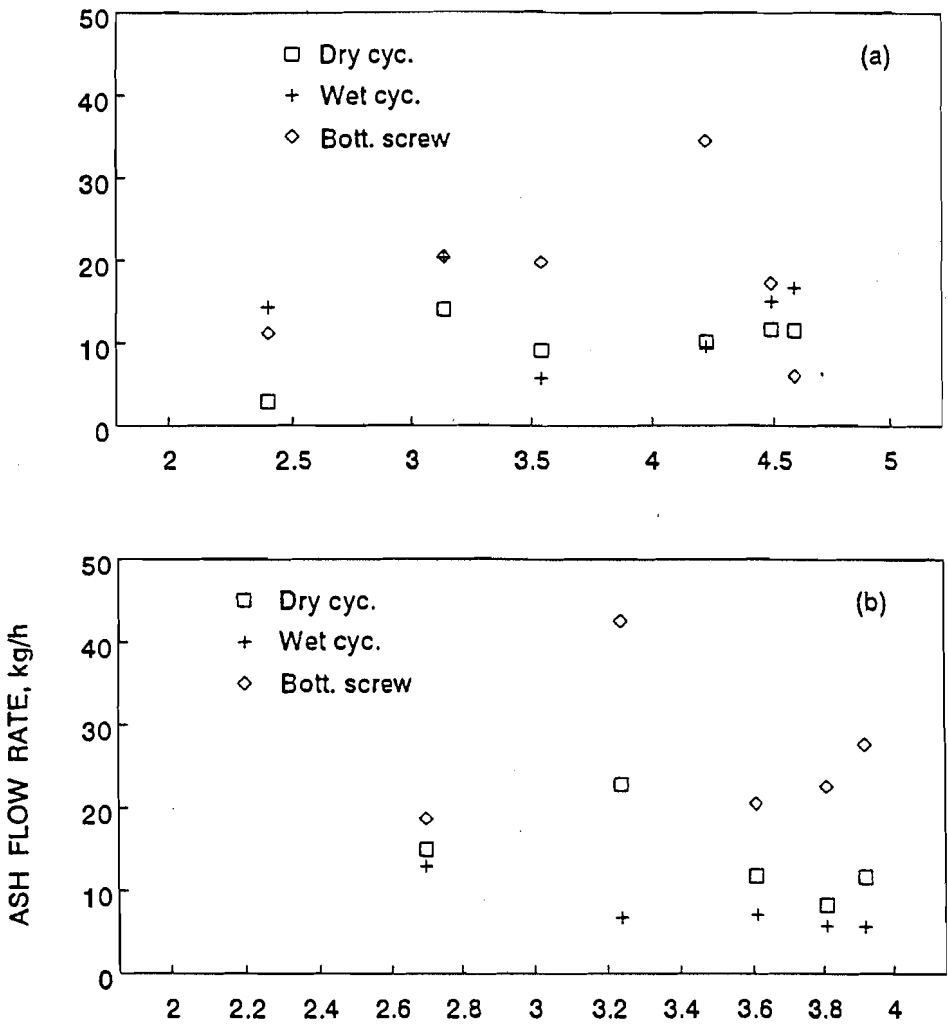 50
40
30
20
10
0
Dry cyc.
Wet cyc.
Bott. screw
(a)
2 2.5 3 3.5 4 4.5 5
ASH FLOW RATE, kg/h
50
40
30
20
10
0
Dry cyc.
Wet cyc.
Bott. screw
(b)
2 2.2 2.4 2.6 2.8 3 3.2 3.4 3.6 3.8 4